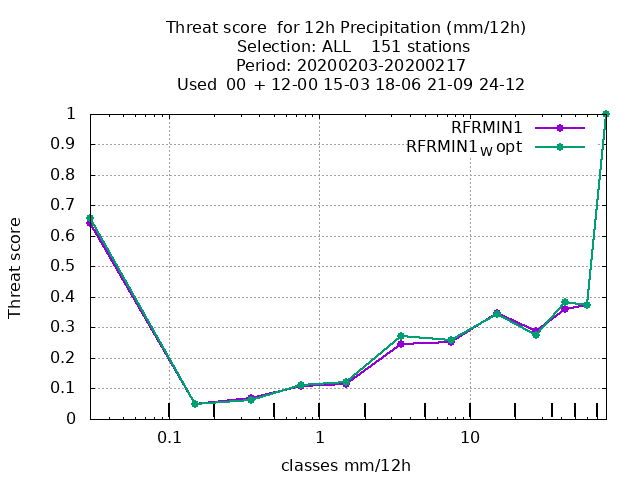 Threat score  for 12h Precipitation (mm/12h)
Selection: ALL    151 stations
Period: 20200203-20200217
Used  00 + 12-00 15-03 18-06 21-09 24-12
RFRMIN1
RFRMIN1W opt
1
0.9
0.8
0.7
0.6
0.5
0.4
0.3
0.2
0.1
0
Threat score
0.1 1 10
classes mm/12h